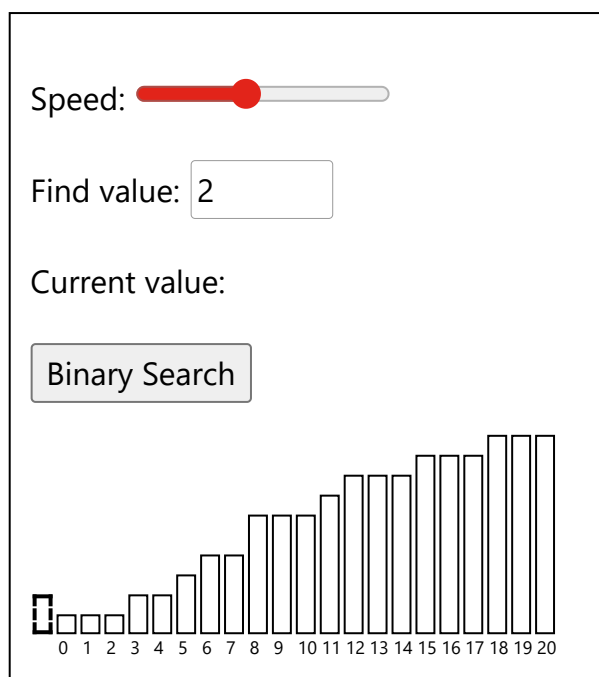 Speed:
Find value: 2
Current value:
Binary Search
0 1 2 3 4 5 6 7 8 9 10 11 12 13 14 15 16 17 18 19 20